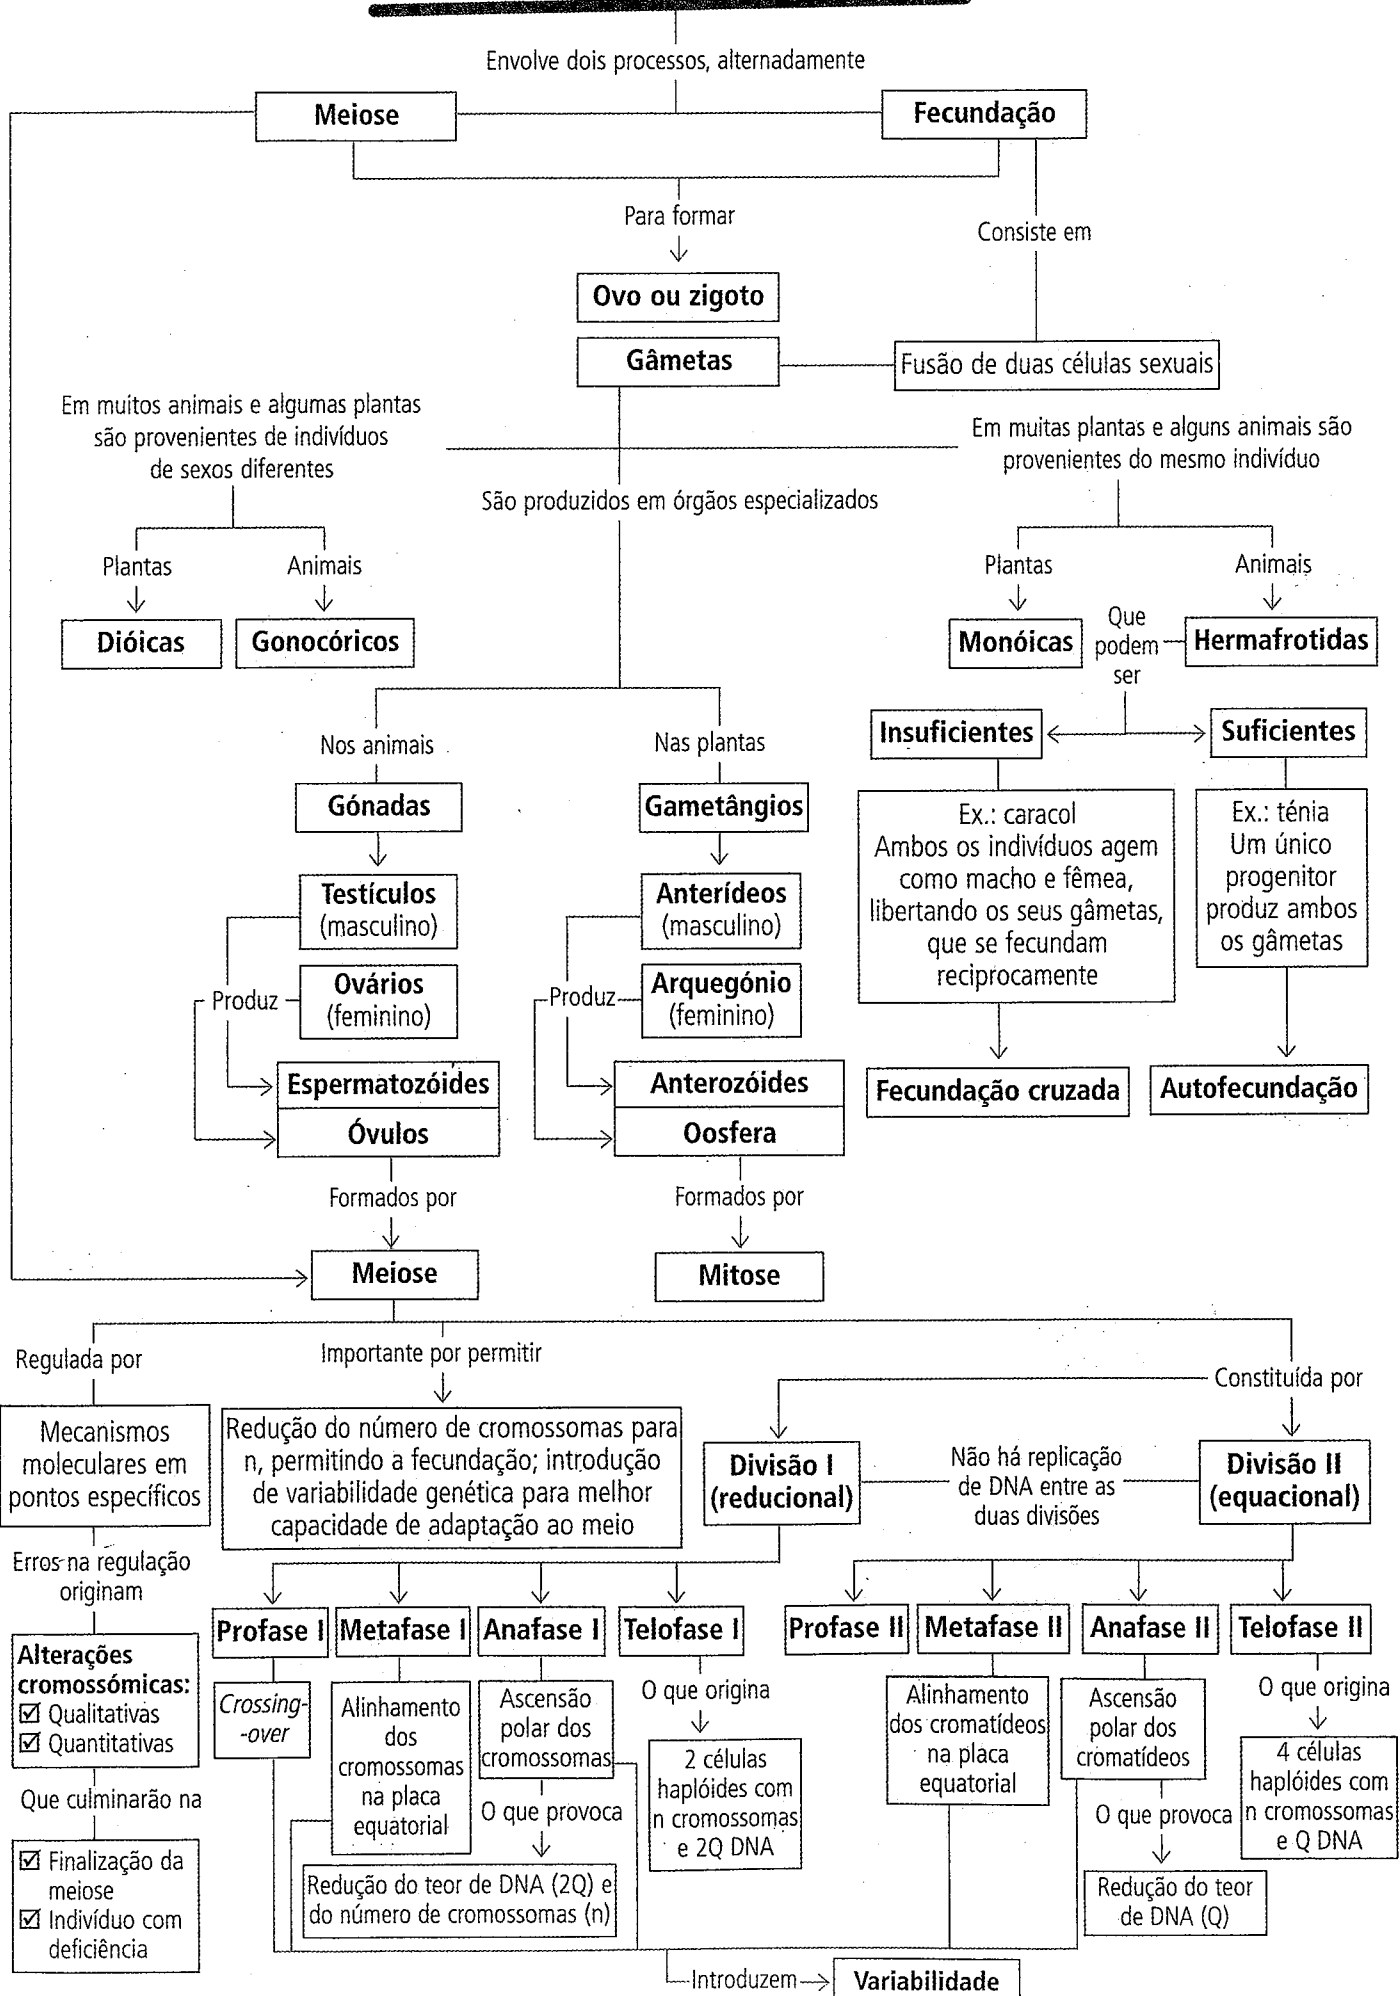 Envolve dois processos, alternadamente
Meiose
Fecundação
Para formar
Consiste em
Ovo ou zigoto
Gâmetas
Fusão de duas células sexuais
Em muitos animais e algumas plantas
são provenientes de indivíduos
de sexos diferentes
Em muitas plantas e alguns animais são
provenientes do mesmo indivíduo
São produzidos em órgãos especializados
Plantas
Animais
Dióicas
Gonocóricos
Plantas
Animais
Monóicas
Que
podem
ser
Hermafrotidas
Insuficientes
Suficientes
Ex.: caracol
Ambos os indivíduos agem
como macho e fêmea,
libertando os seus gâmetas,
que se fecundam
reciprocamente
Ex.: ténia
Um único
progenitor
produz ambos
os gâmetas
Fecundação cruzada
Autofecundação
Nos animais
Nas plantas
Gónadas
Gametângios
Testículos
(masculino)
Ovários
(feminino)
Produz
Espermatozóides
Óvulos
Anterídeos
(masculino)
Arquegónio
(feminino)
Produz
Anterozóides
Oosfera
Formados por
Formados por
Meiose
Mitose
Regulada por
Importante por permitir
Constituída por
Mecanismos
moleculares em
pontos específicos
Redução do número de cromossomas para
n, permitindo a fecundação; introdução
de variabilidade genética para melhor
capacidade de adaptação ao meio
Divisão I
(reducional)
Não há replicação
de DNA entre as
duas divisões
Divisão II
(equacional)
Erros na regulação
originam
Alterações
cromossómicas:
☑ Qualitativas
☑ Quantitativas
Que culminarão na
☑ Finalização da
meiose
☑ Indivíduo com
deficiência
Profase I
Metafase I
Anafase I
Telofase I
Profase II
Metafase II
Anafase II
Telofase II
Crossing-
-over
Alinhamento
dos
cromossomas
na placa
equatorial
Ascensão
polar dos
cromossomas
O que provoca
Redução do teor de DNA (2Q) e
do número de cromossomas (n)
O que origina
2 células
haplóides com
n cromossomas
e 2Q DNA
Alinhamento
dos cromatídeos
na placa
equatorial
Ascensão
polar dos
cromatídeos
O que provoca
Redução do teor
de DNA (Q)
O que origina
4 células
haplóides com
n cromossomas
e Q DNA
Introduzem
Variabilidade